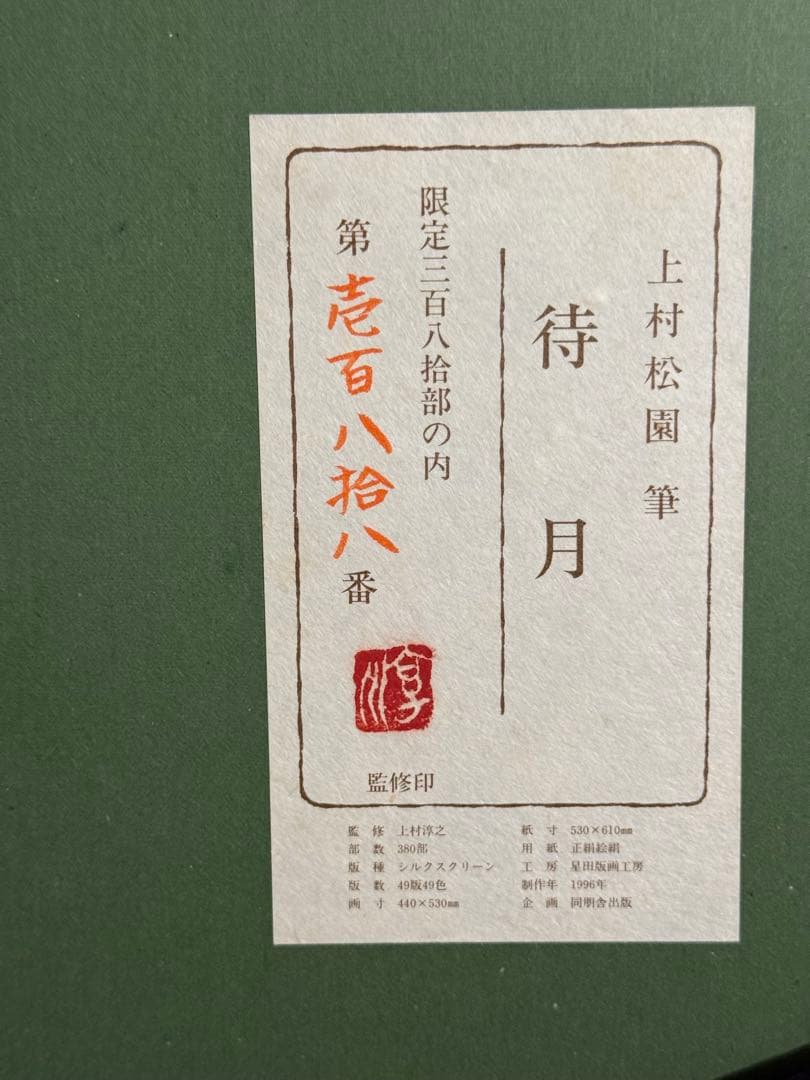 上村松園 筆
待月
限定三百八拾部の内
第壱百八拾八番
淳
監修印
監 修 上村淳之
部 数 380部
版 種 シルクスクリーン
版 数 49版49色
画 寸 440×530㎜
紙 寸 530×610㎜
用 紙 正絹絵絹
工 房 星田版画工房
制作年 1996年
企 画 同朋舎出版